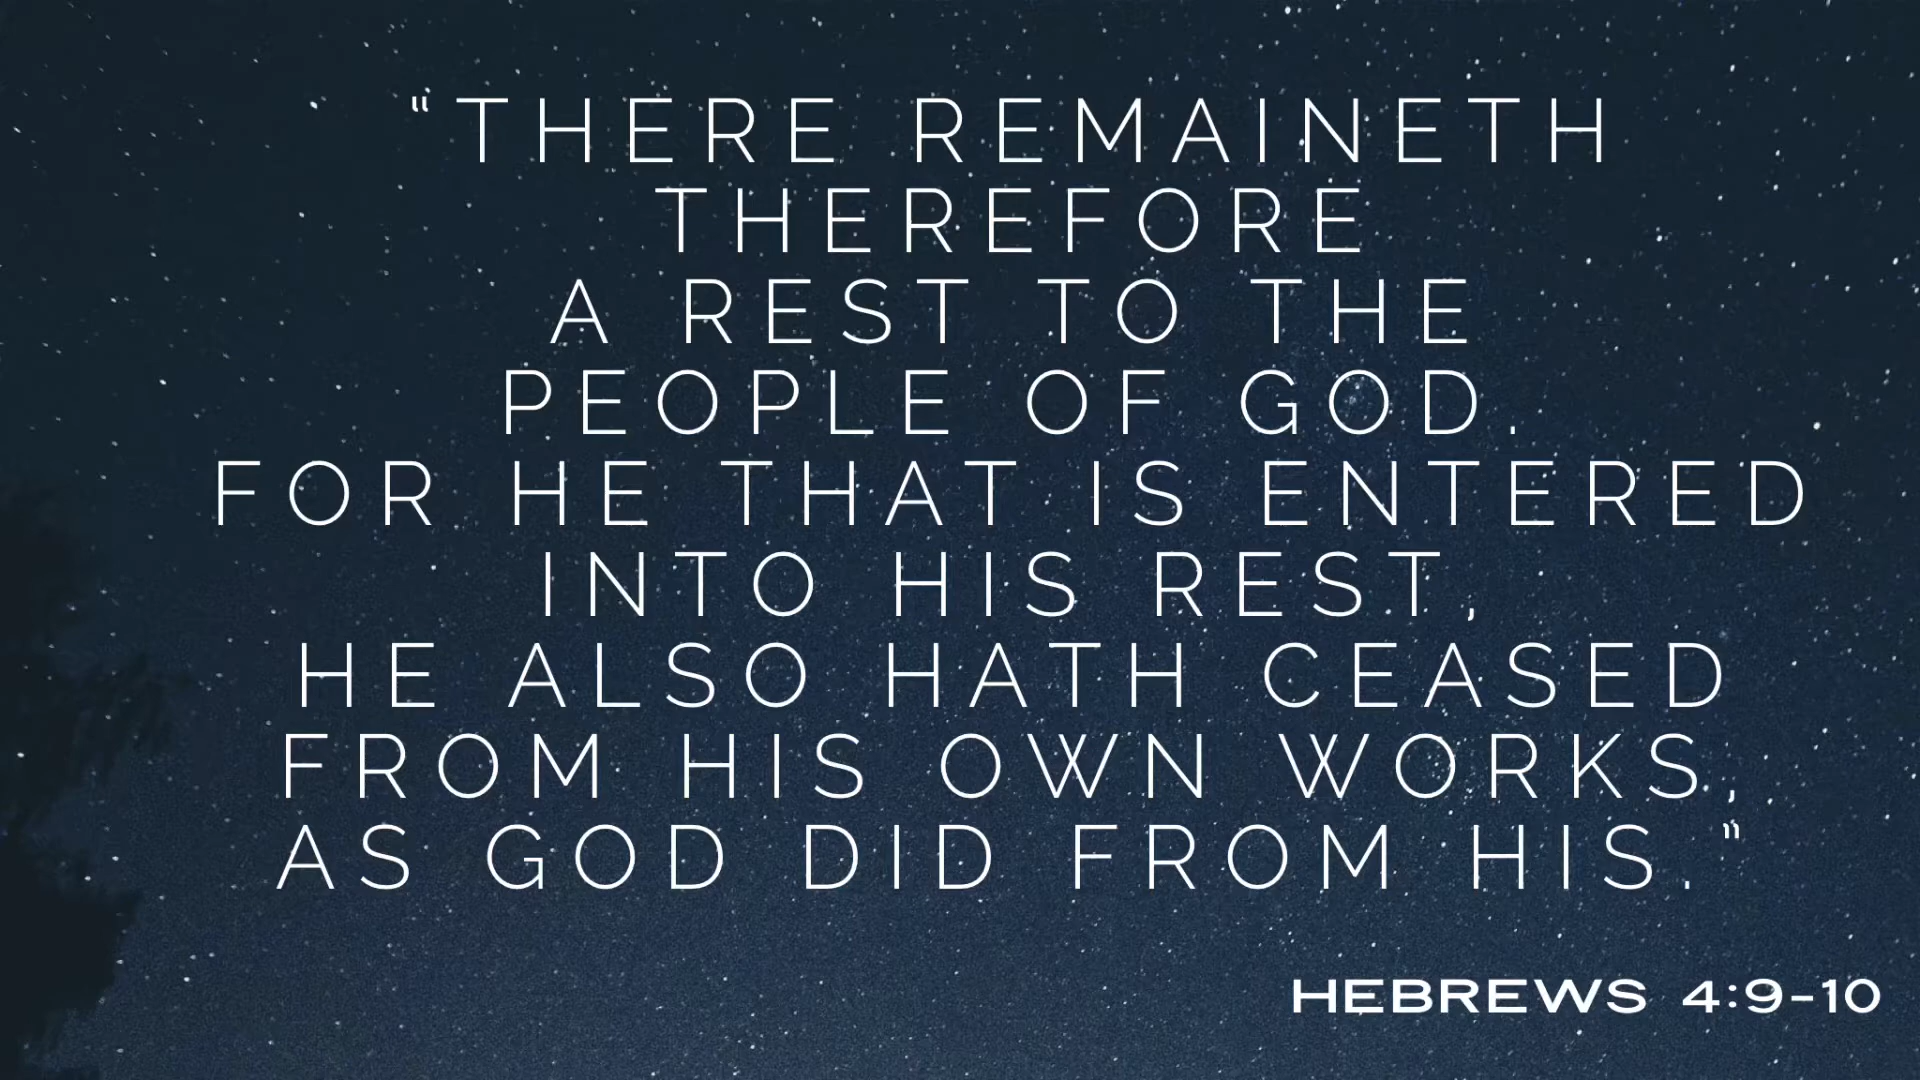 “THERE REMAINETH
THEREFORE
A REST TO THE
PEOPLE OF GOD.
FOR HE THAT IS ENTERED
INTO HIS REST,
HE ALSO HATH CEASED
FROM HIS OWN WORKS,
AS GOD DID FROM HIS.”
HEBREWS 4:9-10